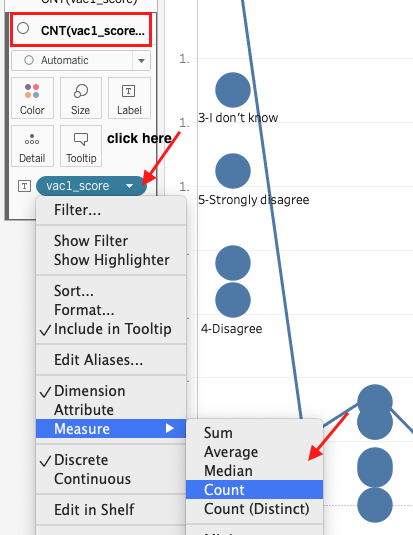 CNT(vac1_score)
CNT(vac1_score...
Automatic
Color
Size
Label
Detail
Tooltip
click here
vac1_score
Filter...
Show Filter
Show Highlighter
Sort...
Format...
Include in Tooltip
Edit Aliases...
Dimension
Attribute
Measure
Discrete
Continuous
Edit in Shelf
Sum
Average
Median
Count
Count (Distinct)
1.
1.
1.
1.
3-I don't know
5-Strongly disagree
4-Disagree